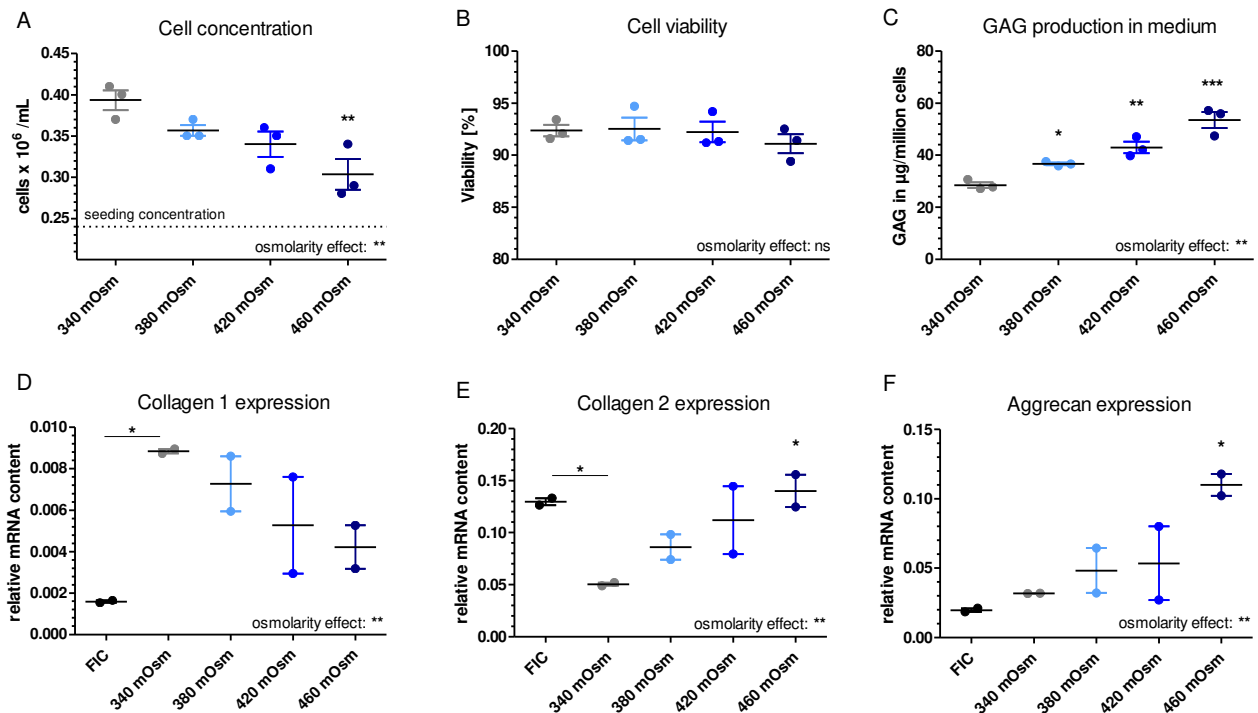 A
Cell concentration
cells x 10⁶ /mL
0.45
0.40
0.35
0.30
0.25
**
seeding concentration
osmolarity effect: **
340 mOsm
380 mOsm
420 mOsm
460 mOsm
B
Cell viability
Viability [%]
100
95
90
85
80
osmolarity effect: ns
340 mOsm
380 mOsm
420 mOsm
460 mOsm
C
GAG production in medium
GAG in µg/million cells
80
60
40
20
0
*
**
***
osmolarity effect: **
340 mOsm
380 mOsm
420 mOsm
460 mOsm
D
Collagen 1 expression
relative mRNA content
0.010
0.008
0.006
0.004
0.002
0.000
*
osmolarity effect: **
FIC
340 mOsm
380 mOsm
420 mOsm
460 mOsm
E
Collagen 2 expression
relative mRNA content
0.20
0.15
0.10
0.05
0.00
*
*
osmolarity effect: **
FIC
340 mOsm
380 mOsm
420 mOsm
460 mOsm
F
Aggrecan expression
relative mRNA content
0.15
0.10
0.05
0.00
*
osmolarity effect: **
FIC
340 mOsm
380 mOsm
420 mOsm
460 mOsm